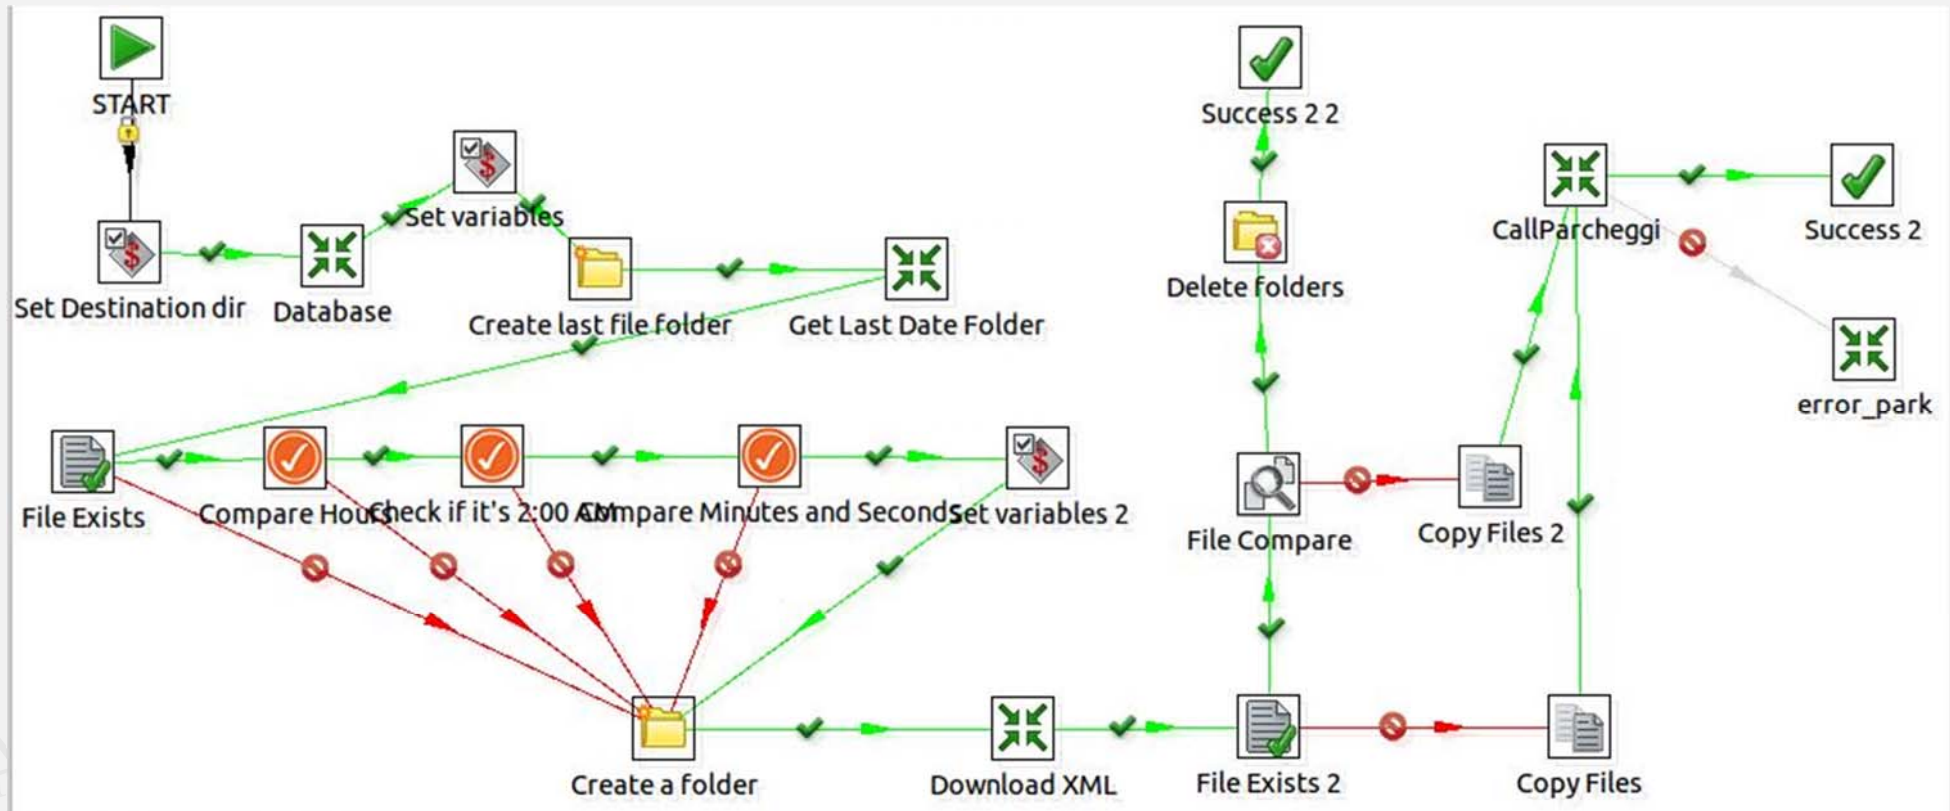 START
Success 2 2
Set variables
CallParcheggi
Success 2
Set Destination dir
Database
Create last file folder
Get Last Date Folder
Delete folders
error_park
File Exists
Compare Hours
Check if it's 2:00 AM
Compare Minutes and Seconds
Set variables 2
File Compare
Copy Files 2
Create a folder
Download XML
File Exists 2
Copy Files